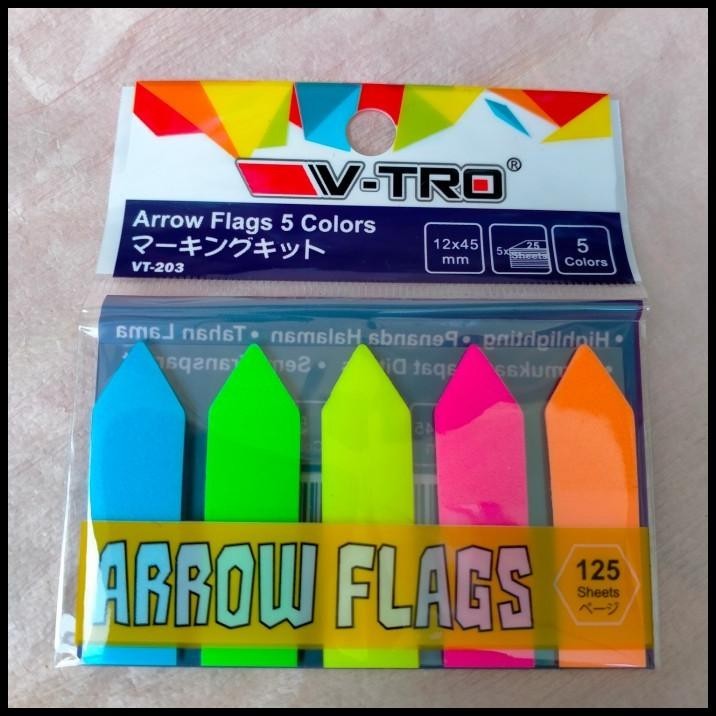 V-TRO®
Arrow Flags 5 Colors
マーキングキット
VT-203
12x45
mm
5x 25
Sheets
5
Colors
• Highlighting • Penanda Halaman • Tahan Lama
ARROW FLAGS
125
Sheets
ページ